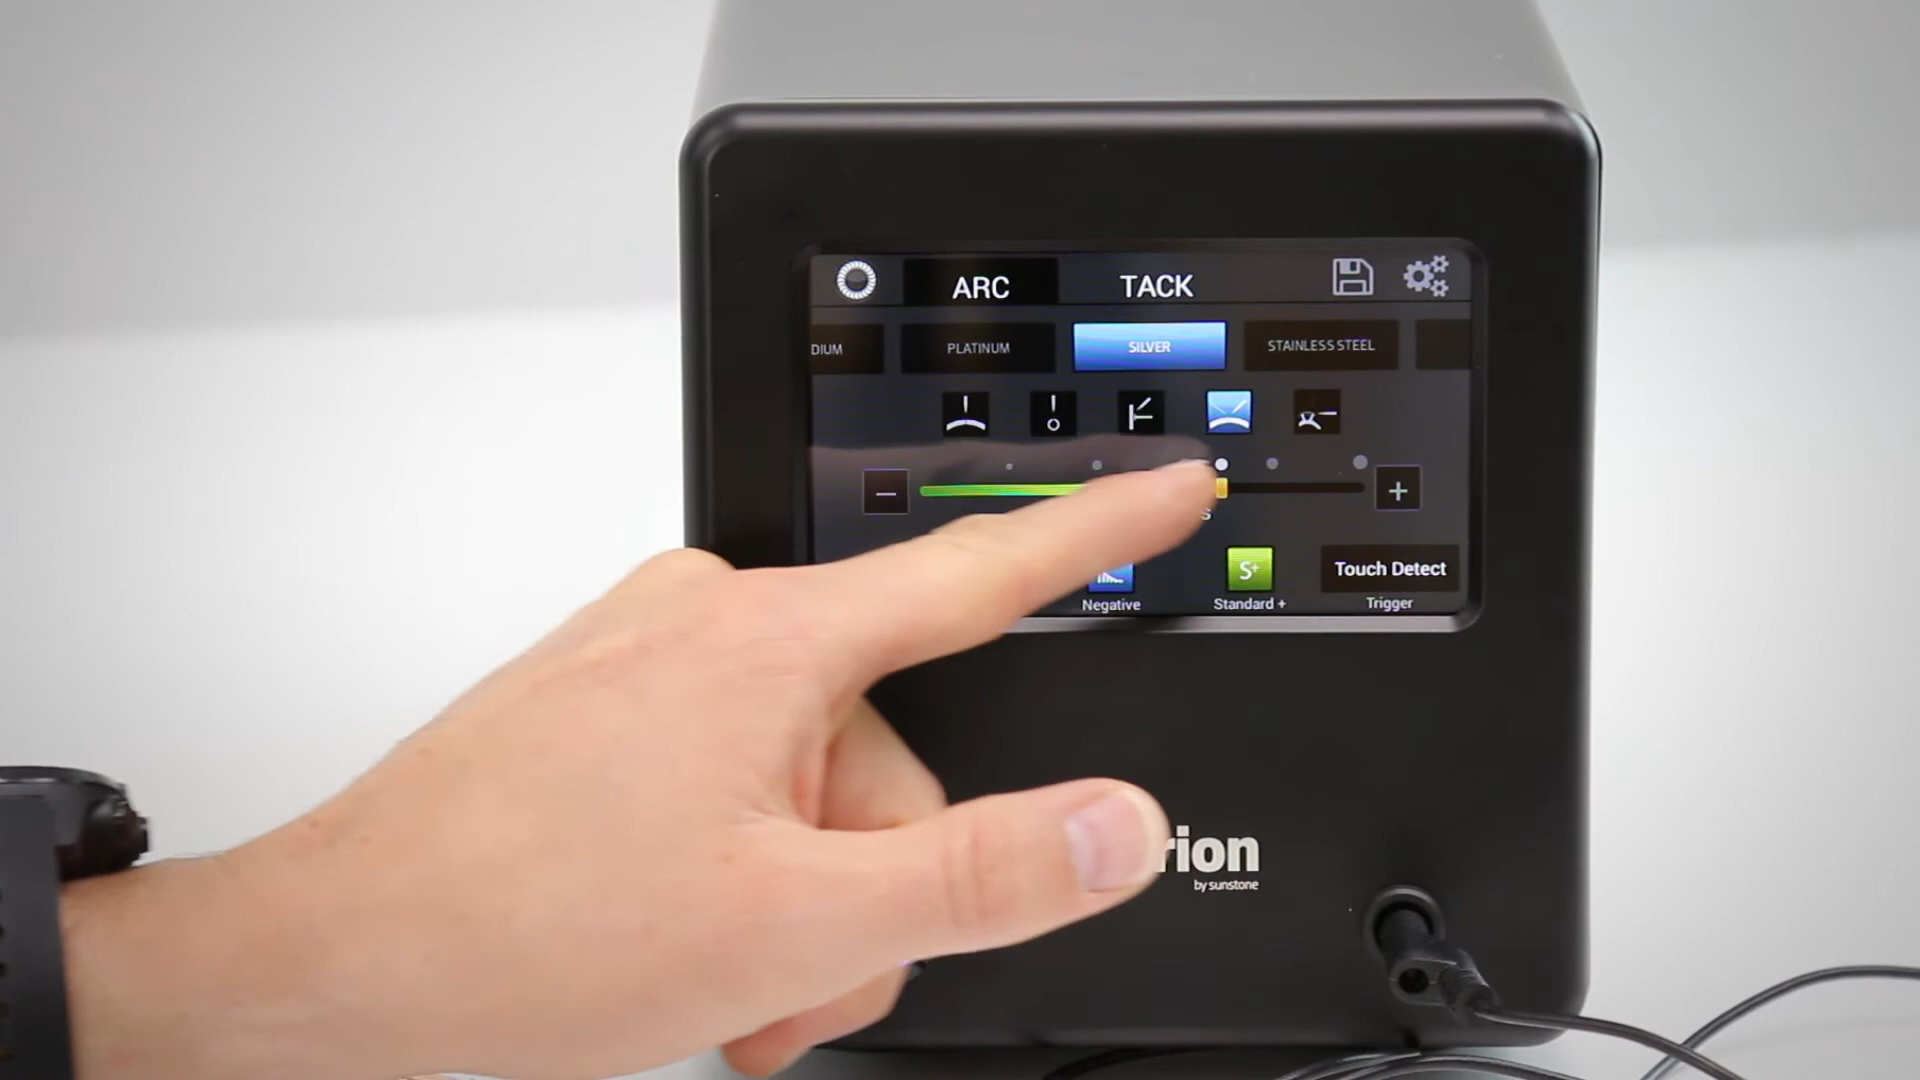 ARC TACK
DIUM PLATINUM SILVER STAINLESS STEEL
S
S+ Touch Detect
Negative Standard + Trigger
rion
by sunstone